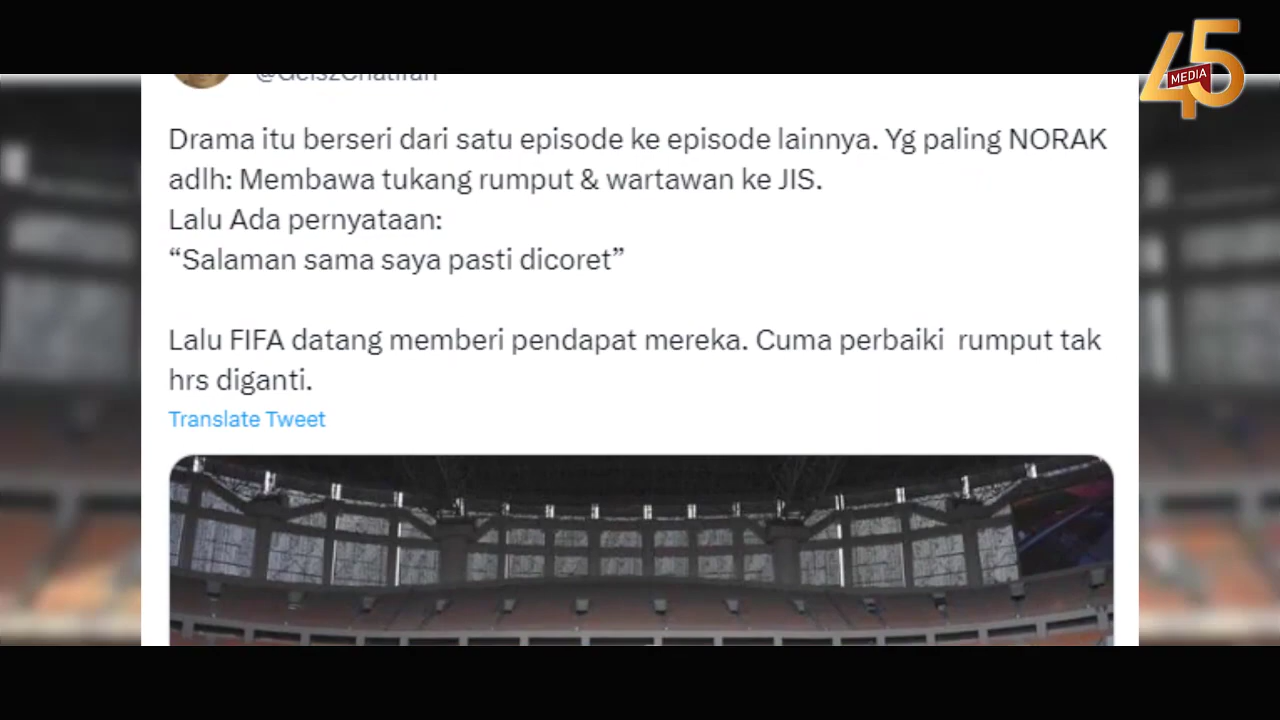 45
MEDIA
Drama itu berseri dari satu episode ke episode lainnya. Yg paling NORAK
adlh: Membawa tukang rumput & wartawan ke JIS.
Lalu Ada pernyataan:
“Salaman sama saya pasti dicoret”
Lalu FIFA datang memberi pendapat mereka. Cuma perbaiki rumput tak
hrs diganti.
Translate Tweet